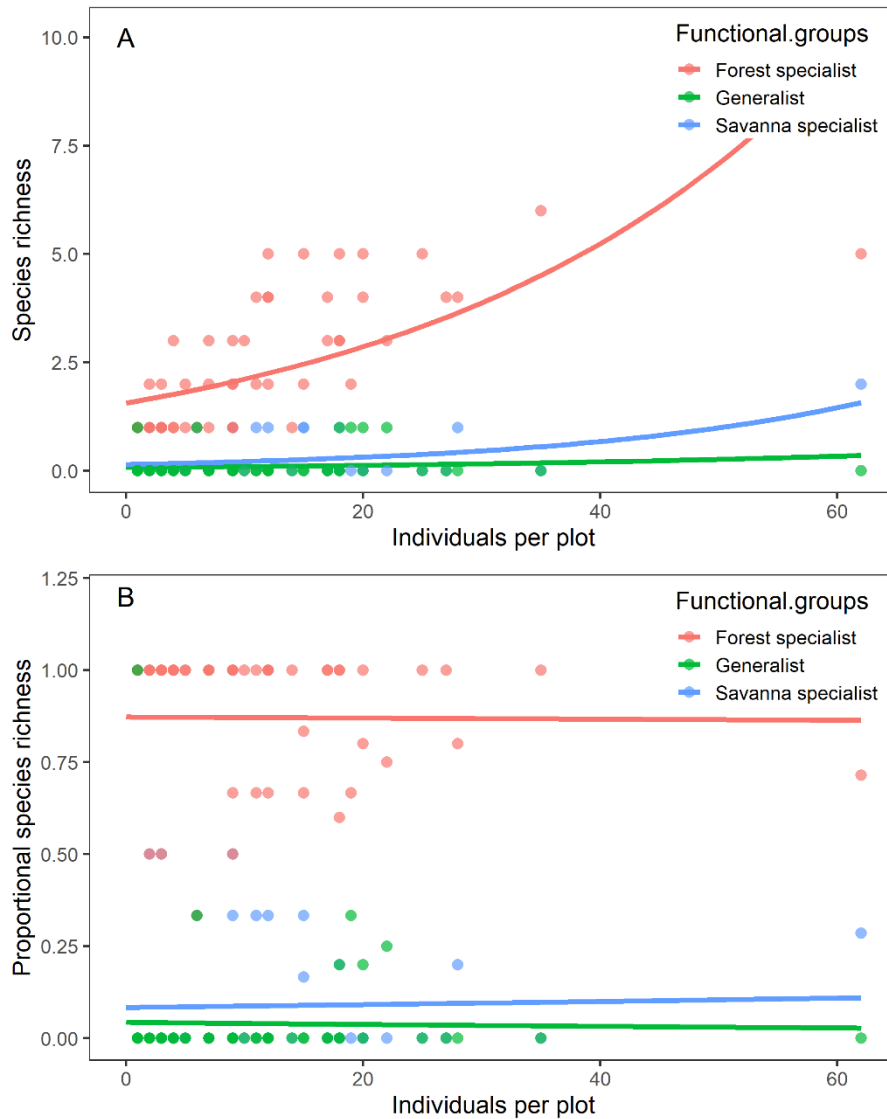 A
Functional.groups
Forest specialist
Generalist
Savanna specialist
10.0
7.5
5.0
2.5
0.0
Species richness
0
20
40
60
Individuals per plot
B
Functional.groups
Forest specialist
Generalist
Savanna specialist
1.25
1.00
0.75
0.50
0.25
0.00
Proportional species richness
0
20
40
60
Individuals per plot